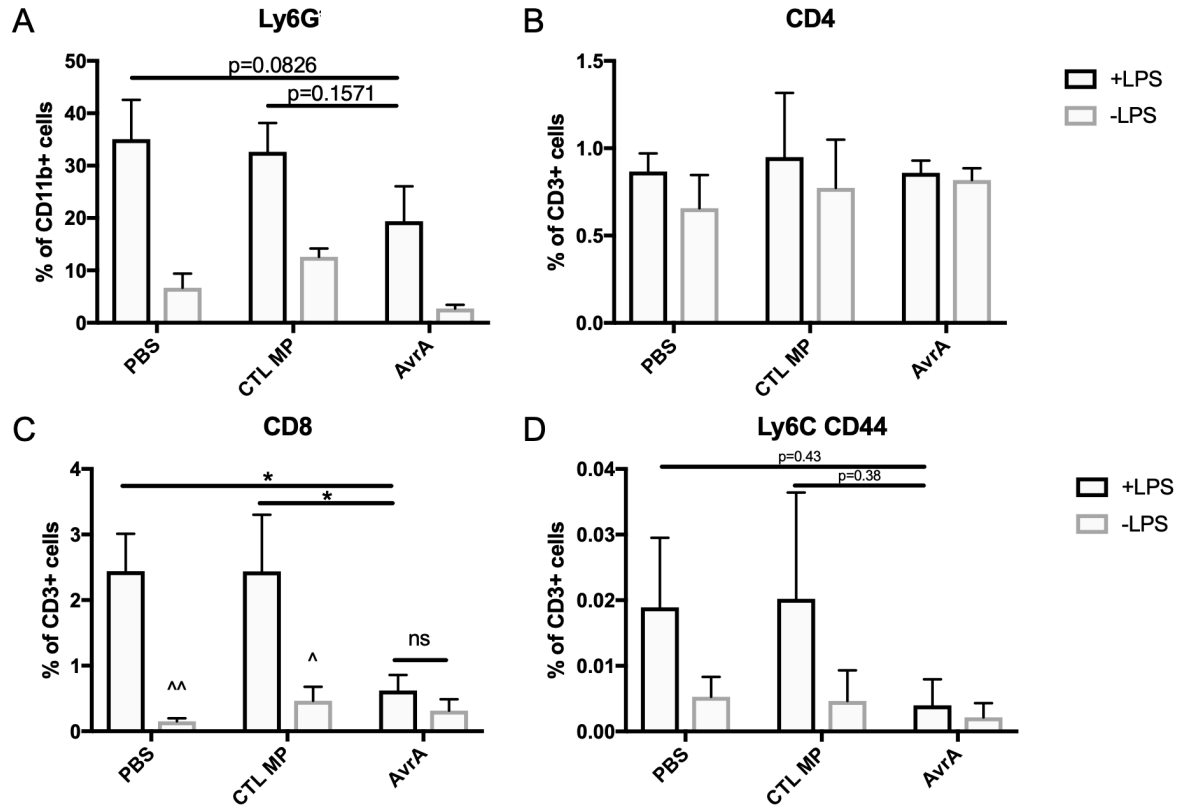 A
Ly6G
% of CD11b+ cells
50
40
30
20
10
0
p=0.0826
p=0.1571
PBS
CTL MP
AvrA
B
CD4
% of CD3+ cells
1.5
1.0
0.5
0.0
PBS
CTL MP
AvrA
+LPS
-LPS
C
CD8
% of CD3+ cells
4
3
2
1
0
*
*
^^
^
ns
PBS
CTL MP
AvrA
D
Ly6C CD44
% of CD3+ cells
0.04
0.03
0.02
0.01
0.00
p=0.43
p=0.38
PBS
CTL MP
AvrA
+LPS
-LPS